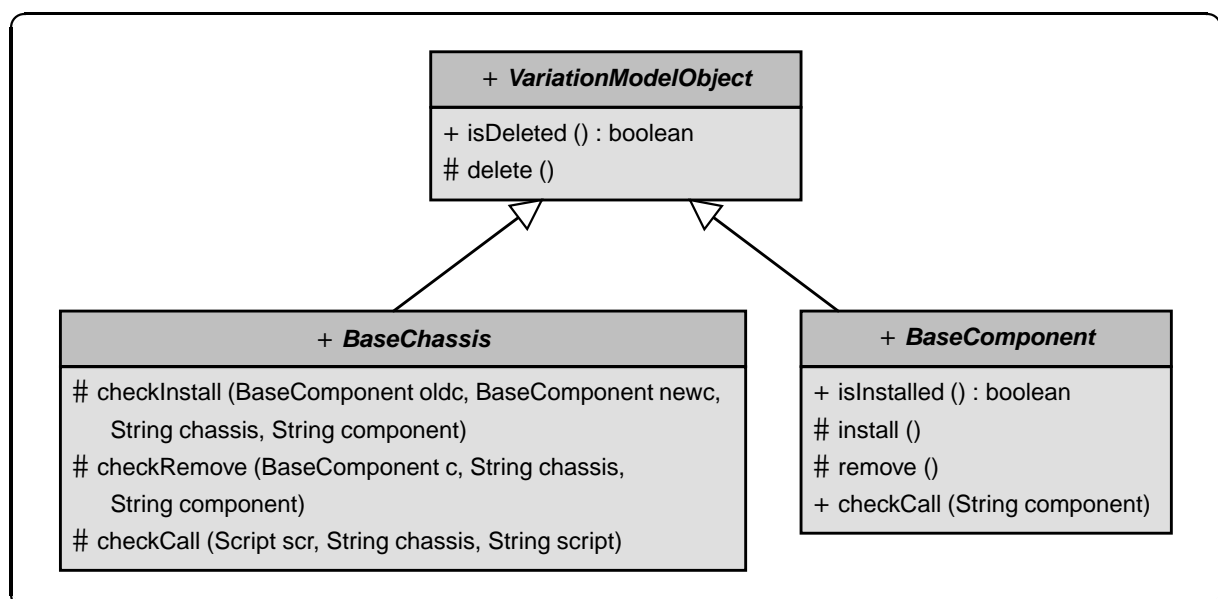 + VariationModelObject
+ isDeleted () : boolean
# delete ()
+ BaseChassis
# checkInstall (BaseComponent oldc, BaseComponent newc,
String chassis, String component)
# checkRemove (BaseComponent c, String chassis,
String component)
# checkCall (Script scr, String chassis, String script)
+ BaseComponent
+ isInstalled () : boolean
# install ()
# remove ()
+ checkCall (String component)